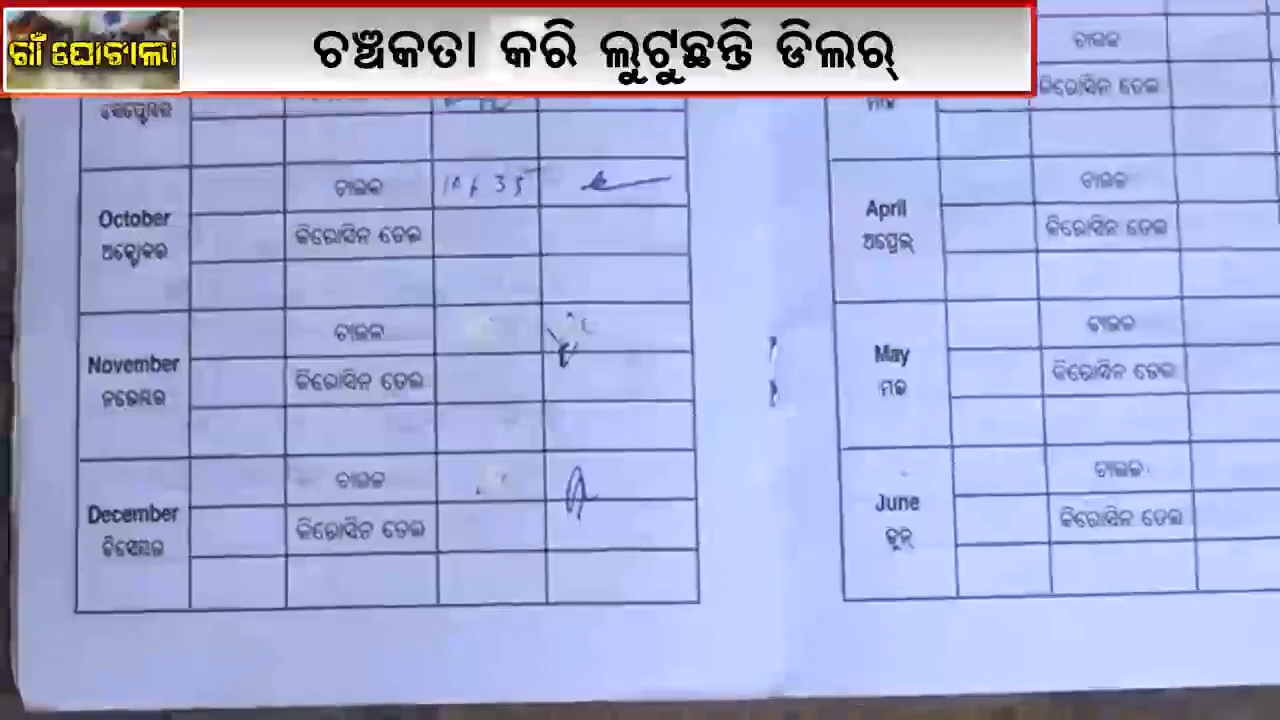 ଗାଁ ଘୋଟାଲା
ଚଞ୍ଚକତା କରି ଲୁଟୁଛନ୍ତି ଡିଲର୍
ସେପ୍ଟେମ୍ବର
October
ଅକ୍ଟୋବର
ଚାଉଳ
35
କିରୋସିନ ତେଲ
November
ନଭେମ୍ବର
ଚାଉଳ
କିରୋସିନ ତେଲ
December
ଡିସେମ୍ବର
ଚାଉଳ
କିରୋସିନ ତେଲ
ଚାଉଳ
କିରୋସିନ ତେଲ
April
ଅପ୍ରେଲ୍
ଚାଉଳ
କିରୋସିନ ତେଲ
May
ମଇ
ଚାଉଳ
କିରୋସିନ ତେଲ
June
ଜୁନ୍
ଚାଉଳ
କିରୋସିନ ତେଲ